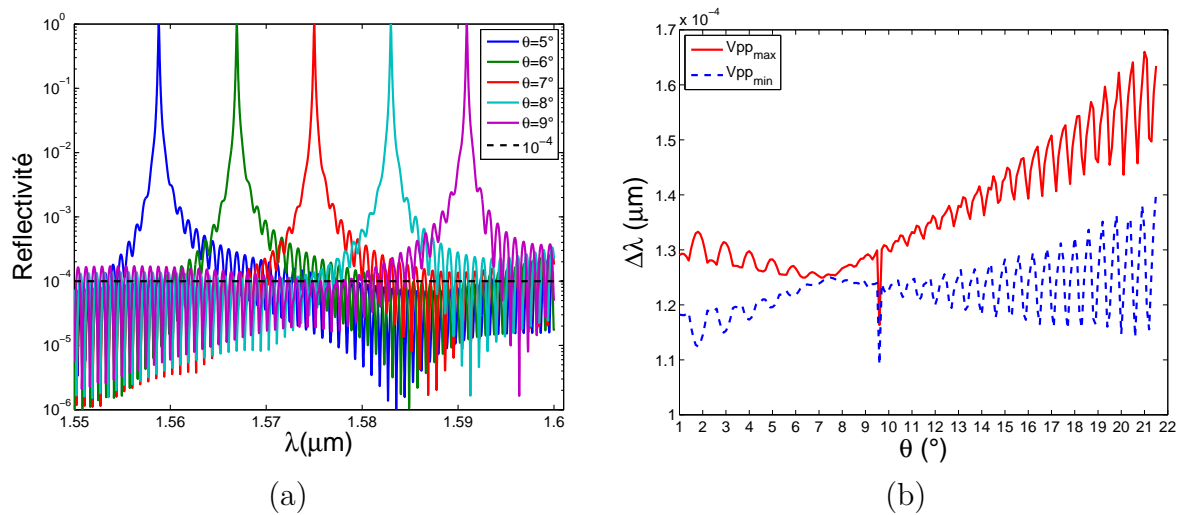 10⁰
10⁻¹
10⁻²
10⁻³
10⁻⁴
10⁻⁵
10⁻⁶
Reflectivité
1.55 1.56 1.57 1.58 1.59 1.6
λ(μm)
θ=5°
θ=6°
θ=7°
θ=8°
θ=9°
10⁻⁴
(a)
x 10⁻⁴
1.7
1.6
1.5
1.4
1.3
1.2
1.1
1
Δλ (μm)
Vpp_max
Vpp_min
1 2 3 4 5 6 7 8 9 10 11 12 13 14 15 16 17 18 19 20 21 22
θ (°)
(b)